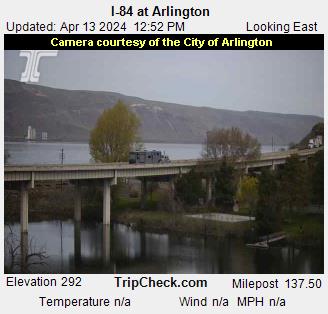 I-84 at Arlington
Updated: Apr 13 2024 12:52 PM Looking East
Camera courtesy of the City of Arlington
Elevation 292 TripCheck.com Milepost 137.50
Temperature n/a Wind n/a MPH n/a